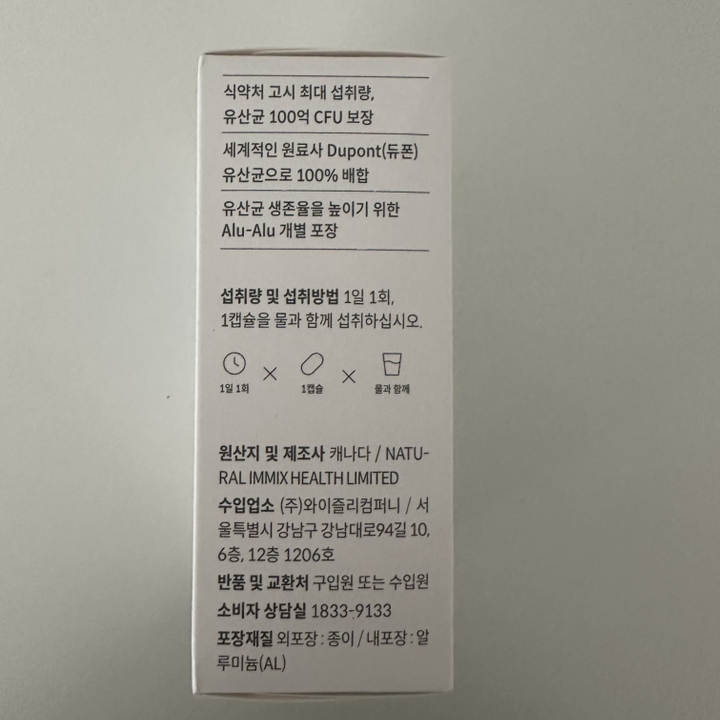 식약처 고시 최대 섭취량,
유산균 100억 CFU 보장
세계적인 원료사 Dupont(듀폰)
유산균으로 100% 배합
유산균 생존율을 높이기 위한
Alu-Alu 개별 포장
섭취량 및 섭취방법 1일 1회,
1캡슐을 물과 함께 섭취하십시오.
1일 1회 × 1캡슐 × 물과 함께
원산지 및 제조사 캐나다 / NATU-
RAL IMMIX HEALTH LIMITED
수입업소 (주)와이즐리컴퍼니 / 서
울특별시 강남구 강남대로94길 10,
6층, 12층 1206호
반품 및 교환처 구입원 또는 수입원
소비자 상담실 1833-9133
포장재질 외포장 : 종이 / 내포장 : 알
루미늄(AL)